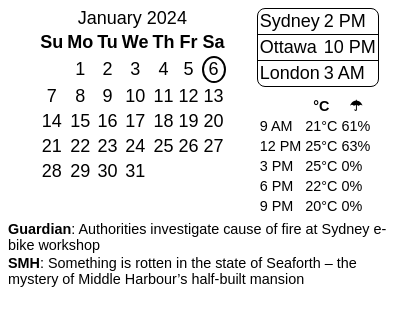 January 2024
Su Mo Tu We Th Fr Sa
1 2 3 4 5 6
7 8 9 10 11 12 13
14 15 16 17 18 19 20
21 22 23 24 25 26 27
28 29 30 31
Sydney 2 PM
Ottawa 10 PM
London 3 AM
°C ☂
9 AM 21°C 61%
12 PM 25°C 63%
3 PM 25°C 0%
6 PM 22°C 0%
9 PM 20°C 0%
Guardian: Authorities investigate cause of fire at Sydney e-
bike workshop
SMH: Something is rotten in the state of Seaforth – the
mystery of Middle Harbour’s half-built mansion